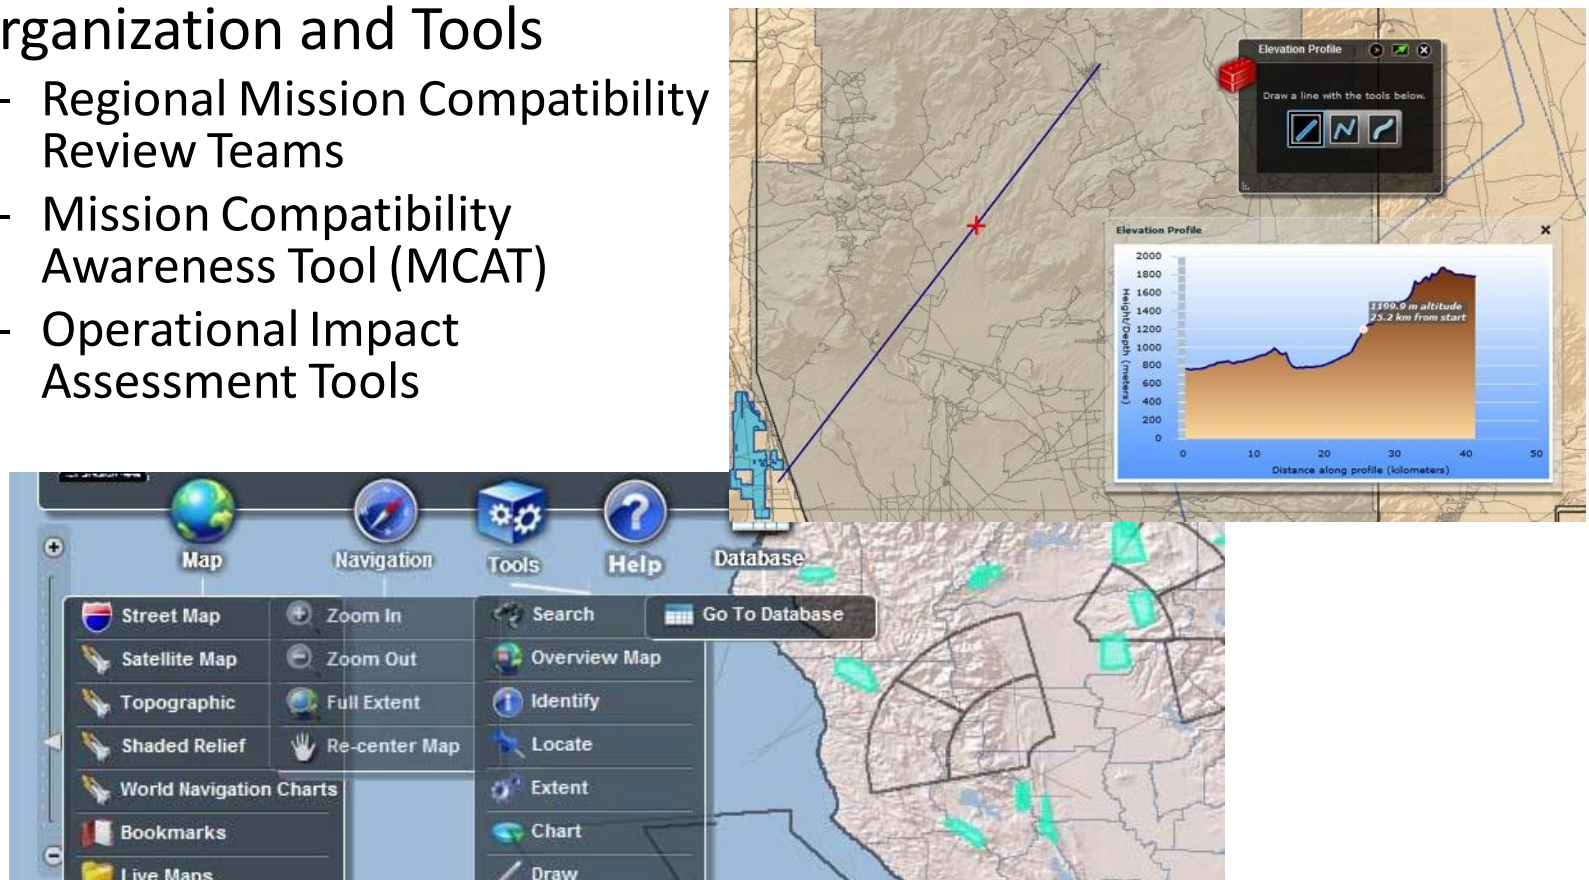 rganization and Tools
- Regional Mission Compatibility
Review Teams
- Mission Compatibility
Awareness Tool (MCAT)
- Operational Impact
Assessment Tools
Elevation Profile
Draw a line with the tools below.
Elevation Profile
2000
1800
1600
1400
1200
1000
800
600
400
200
0
Height/Depth (meters)
1199.9 m altitude
25.2 km from start
0 10 20 30 40 50
Distance along profile (kilometers)
Map Navigation Tools Help Database
Street Map
Satellite Map
Topographic
Shaded Relief
World Navigation Charts
Bookmarks
Live Maps
Zoom In
Zoom Out
Full Extent
Re-center Map
Search
Overview Map
Identify
Locate
Extent
Chart
Draw
Go To Database